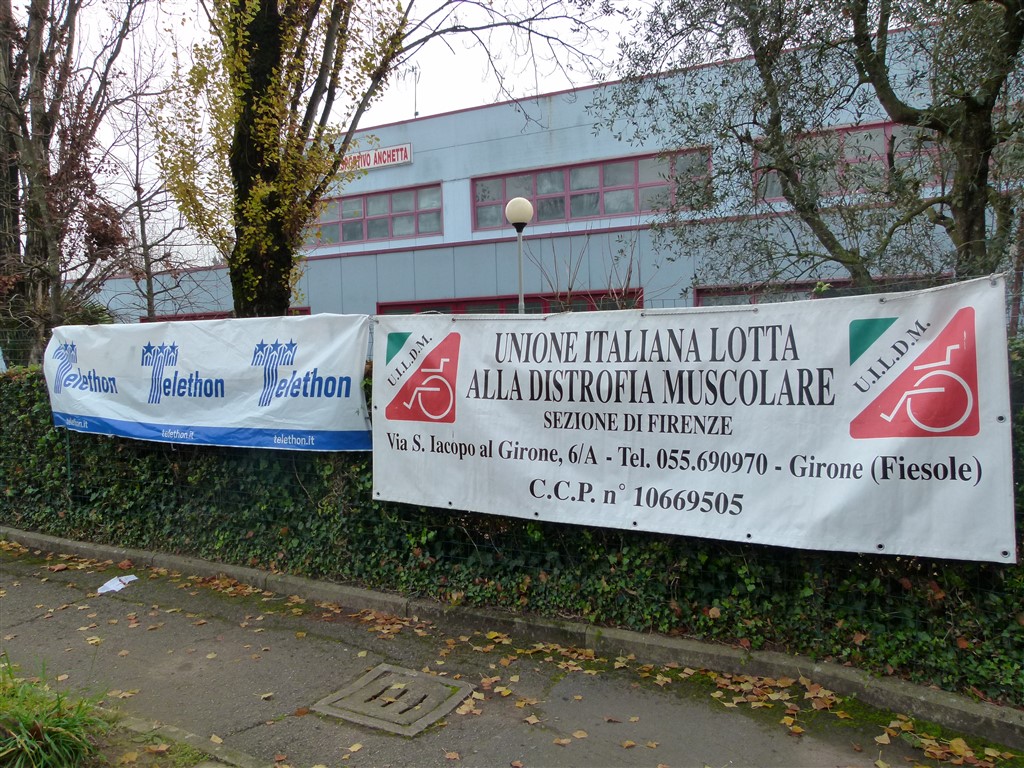 PORTIVO ANCHETTA
Telethon
telethon.it
Telethon
telethon.it
Telethon
telethon.it
U.I.L.D.M.
UNIONE ITALIANA LOTTA
ALLA DISTROFIA MUSCOLARE
SEZIONE DI FIRENZE
Via S. Iacopo al Girone, 6/A - Tel. 055.690970 - Girone (Fiesole)
C.C.P. n° 10669505
U.I.L.D.M.